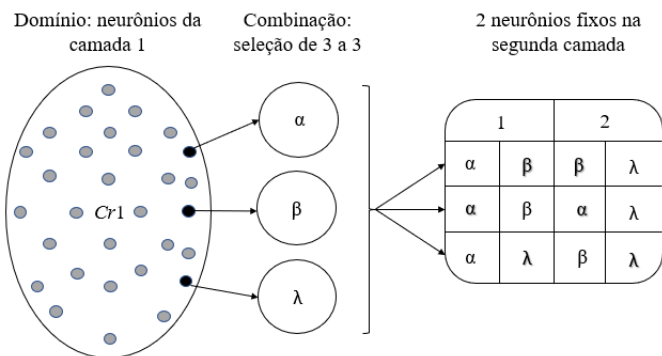 Domínio: neurônios da
camada 1
Combinação:
seleção de 3 a 3
2 neurônios fixos na
segunda camada
Cr1
α
β
λ
1 2
α β β λ
α β α λ
α λ β λ